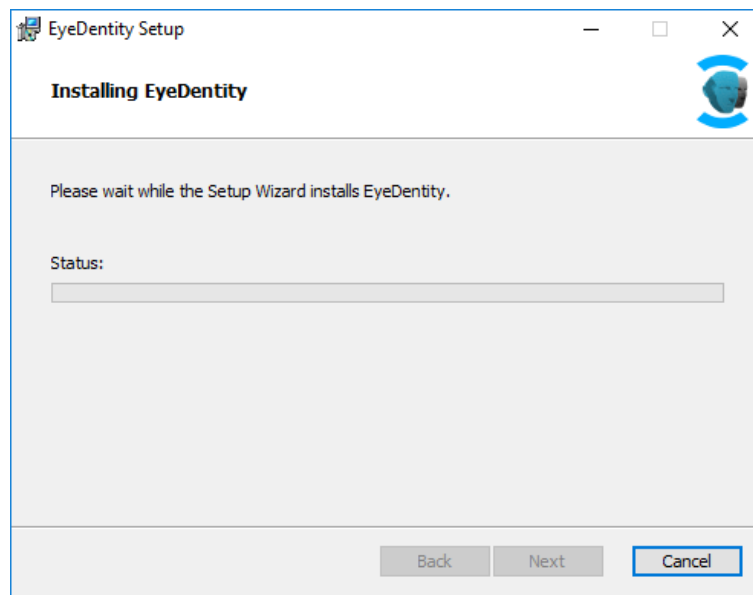 EyeDentity Setup
Installing EyeDentity
Please wait while the Setup Wizard installs EyeDentity.
Status:
Back Next Cancel